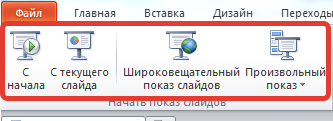 Файл Главная Вставка Дизайн Переходы
С начала
С текущего слайда
Широковещательный показ слайдов
Произвольный показ
Начать показ слайдов